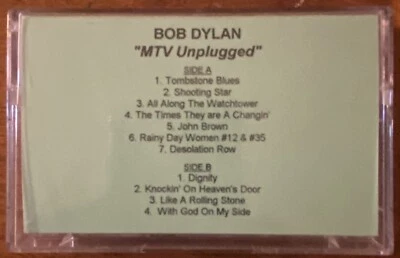 BOB DYLAN
"MTV Unplugged"
SIDE A
1. Tombstone Blues
2. Shooting Star
3. All Along The Watchtower
4. The Times They are A Changin'
5. John Brown
6. Rainy Day Women #12 & #35
7. Desolation Row
SIDE B
1. Dignity
2. Knockin' On Heaven's Door
3. Like A Rolling Stone
4. With God On My Side